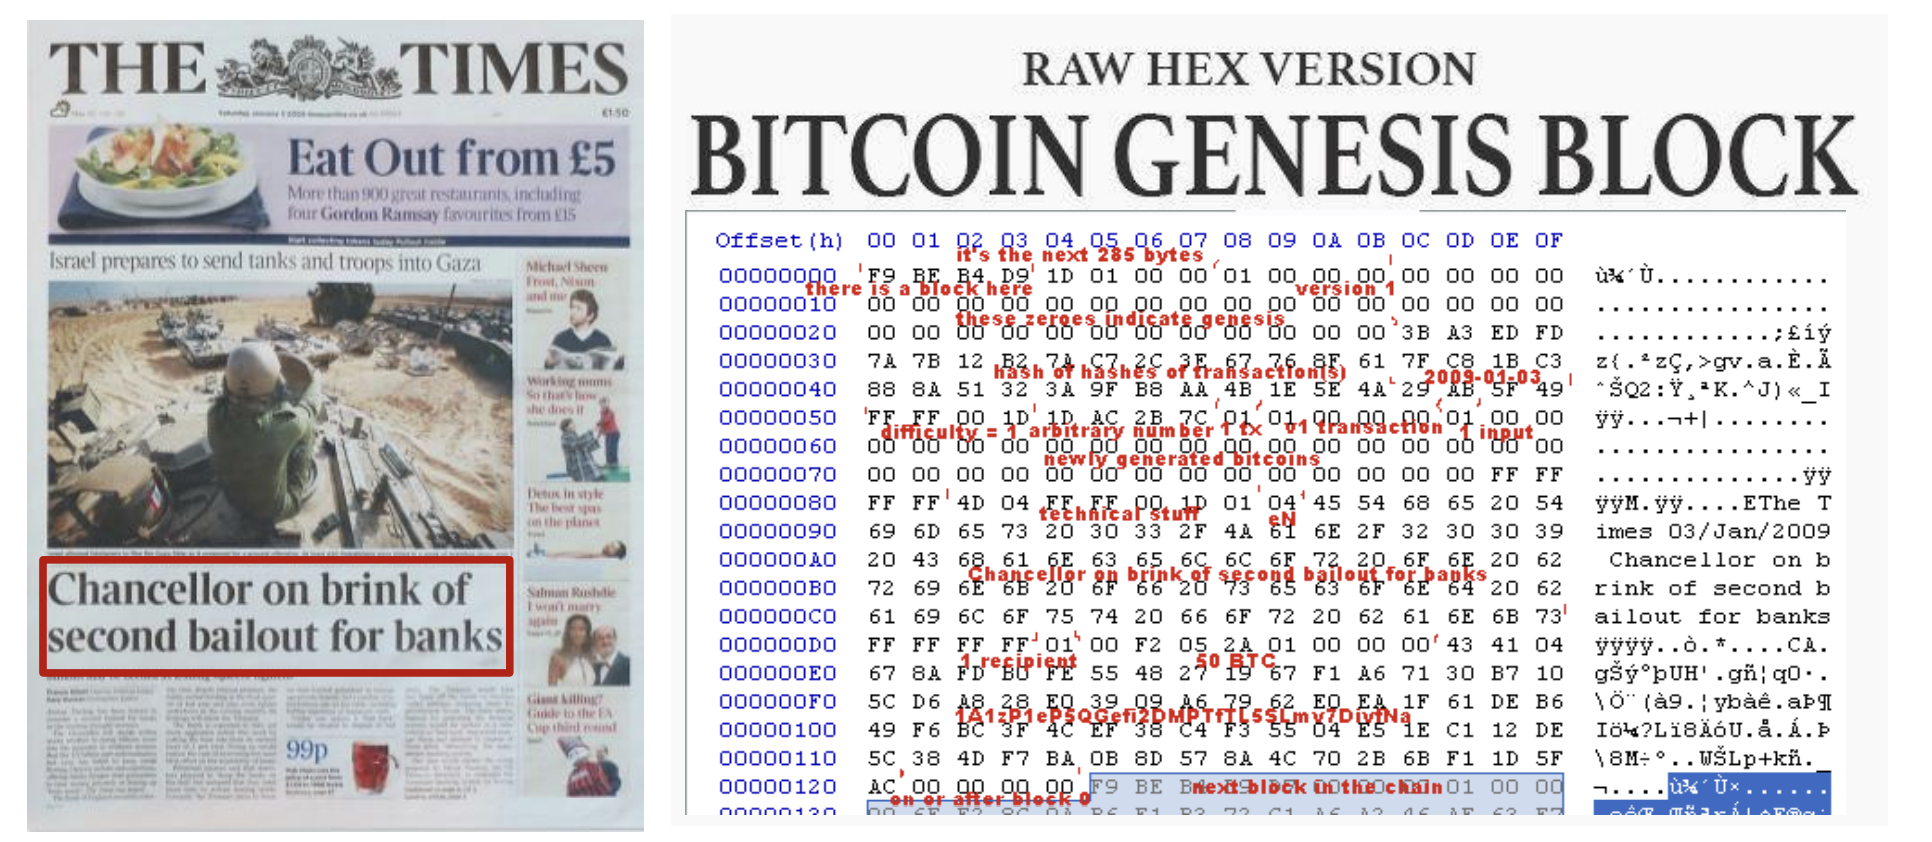 THE TIMES
£1.50
Eat Out from £5
More than 900 great restaurants, including
four Gordon Ramsay favourites from £15
Israel prepares to send tanks and troops into Gaza
Michael Sheen
Frost, Nixon
and me
Working mums
So that's how
she does it
Detox in style
The best spas
on the planet
Chancellor on brink of
second bailout for banks
Salman Rushdie
I won't marry
again
Giant killing?
Guide to the FA
Cup third round
99p
RAW HEX VERSION
BITCOIN GENESIS BLOCK
Offset(h) 00 01 02 03 04 05 06 07 08 09 0A 0B 0C 0D 0E 0F
it's the next 285 bytes
00000000 F9 BE B4 D9 1D 01 00 00 01 00 00 00 00 00 00 00 ù¾´Ù............
there is a block here version 1
00000010 00 00 00 00 00 00 00 00 00 00 00 00 00 00 00 00 ................
these zeroes indicate genesis
00000020 00 00 00 00 00 00 00 00 00 00 00 00 3B A3 ED FD ............;£íý
00000030 7A 7B 12 B2 7A C7 2C 3E 67 76 8F 61 7F C8 1B C3 z{.²zÇ,>gv.a.È.Ã
hash of hashes of transaction(s) 2009-01-03
00000040 88 8A 51 32 3A 9F B8 AA 4B 1E 5E 4A 29 AB 5F 49 ˆŠQ2:Ÿ¸ªK.^J)«_I
00000050 FF FF 00 1D 1D AC 2B 7C 01 01 00 00 00 01 00 00 ÿÿ...¬+|........
difficulty = 1 arbitrary number 1 tx v1 transaction 1 input
00000060 00 00 00 00 00 00 00 00 00 00 00 00 00 00 00 00 ................
newly generated bitcoins
00000070 00 00 00 00 00 00 00 00 00 00 00 00 00 00 FF FF ..............ÿÿ
00000080 FF FF 4D 04 FF FF 00 1D 01 04 45 54 68 65 20 54 ÿÿM.ÿÿ....EThe T
technical stuff eN
00000090 69 6D 65 73 20 30 33 2F 4A 61 6E 2F 32 30 30 39 imes 03/Jan/2009
000000A0 20 43 68 61 6E 63 65 6C 6C 6F 72 20 6F 6E 20 62 Chancellor on b
Chancellor on brink of second bailout for banks
000000B0 72 69 6E 6B 20 6F 66 20 73 65 63 6F 6E 64 20 62 rink of second b
000000C0 61 69 6C 6F 75 74 20 66 6F 72 20 62 61 6E 6B 73 ailout for banks
000000D0 FF FF FF FF 01 00 F2 05 2A 01 00 00 00 43 41 04 ÿÿÿÿ..ò.*....CA.
1 recipient 50 BTC
000000E0 67 8A FD B0 FE 55 48 27 19 67 F1 A6 71 30 B7 10 gŠý°þUH'.gñ¦q0·.
000000F0 5C D6 A8 28 E0 39 09 A6 79 62 E0 EA 1F 61 DE B6 \Ö¨(à9.¦ybàê.aÞ¶
1A1zP1eP5QGefi2DMPTfTL5SLmv7DivfNa
00000100 49 F6 BC 3F 4C EF 38 C4 F3 55 04 E5 1E C1 12 DE Iö¼?Lï8ÄóU.å.Á.Þ
00000110 5C 38 4D F7 BA 0B 8D 57 8A 4C 70 2B 6B F1 1D 5F \8M÷º..WŠLp+kñ._
00000120 AC 00 00 00 00 F9 BE B4 D9 D7 00 00 00 01 00 00 ¬....ù¾´Ù×......
on or after block 0 next block in the chain